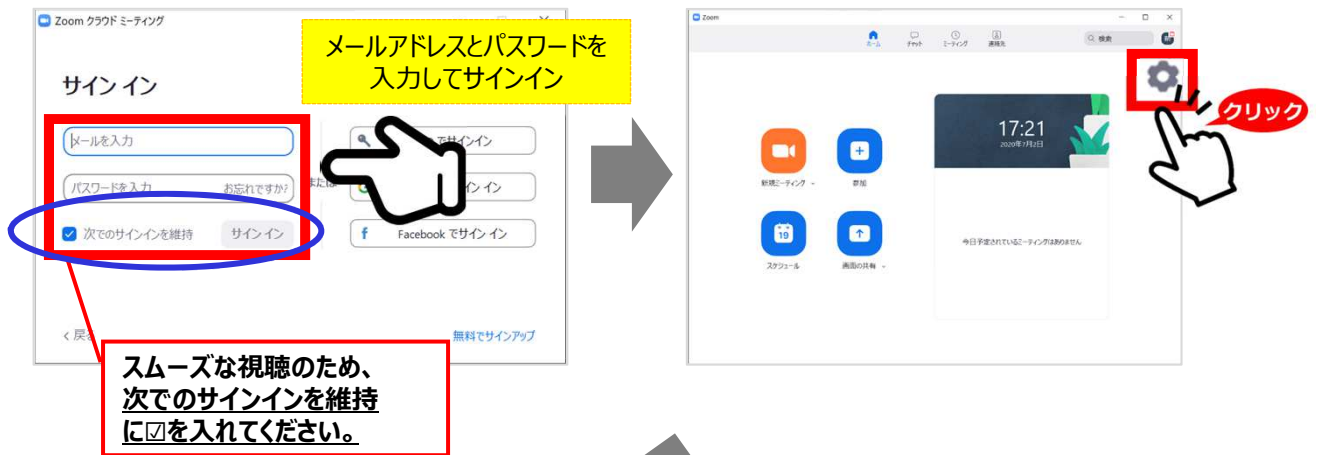 Zoom クラウド ミーティング
メールアドレスとパスワードを
入力してサインイン
サイン イン
メールを入力
パスワードを入力
お忘れですか?
または
次でのサインインを維持
サイン イン
でサインイン
イン イン
Facebook でサイン イン
無料でサインアップ
スムーズな視聴のため、
次でのサインインを維持
に☑を入れてください。
Zoom
ホーム
チャット
ミーティング
連絡先
検索
クリック
17:21
2020年7月2日
新規ミーティング
参加
19
スケジュール
画面の共有
今日予定されているミーティングはありません